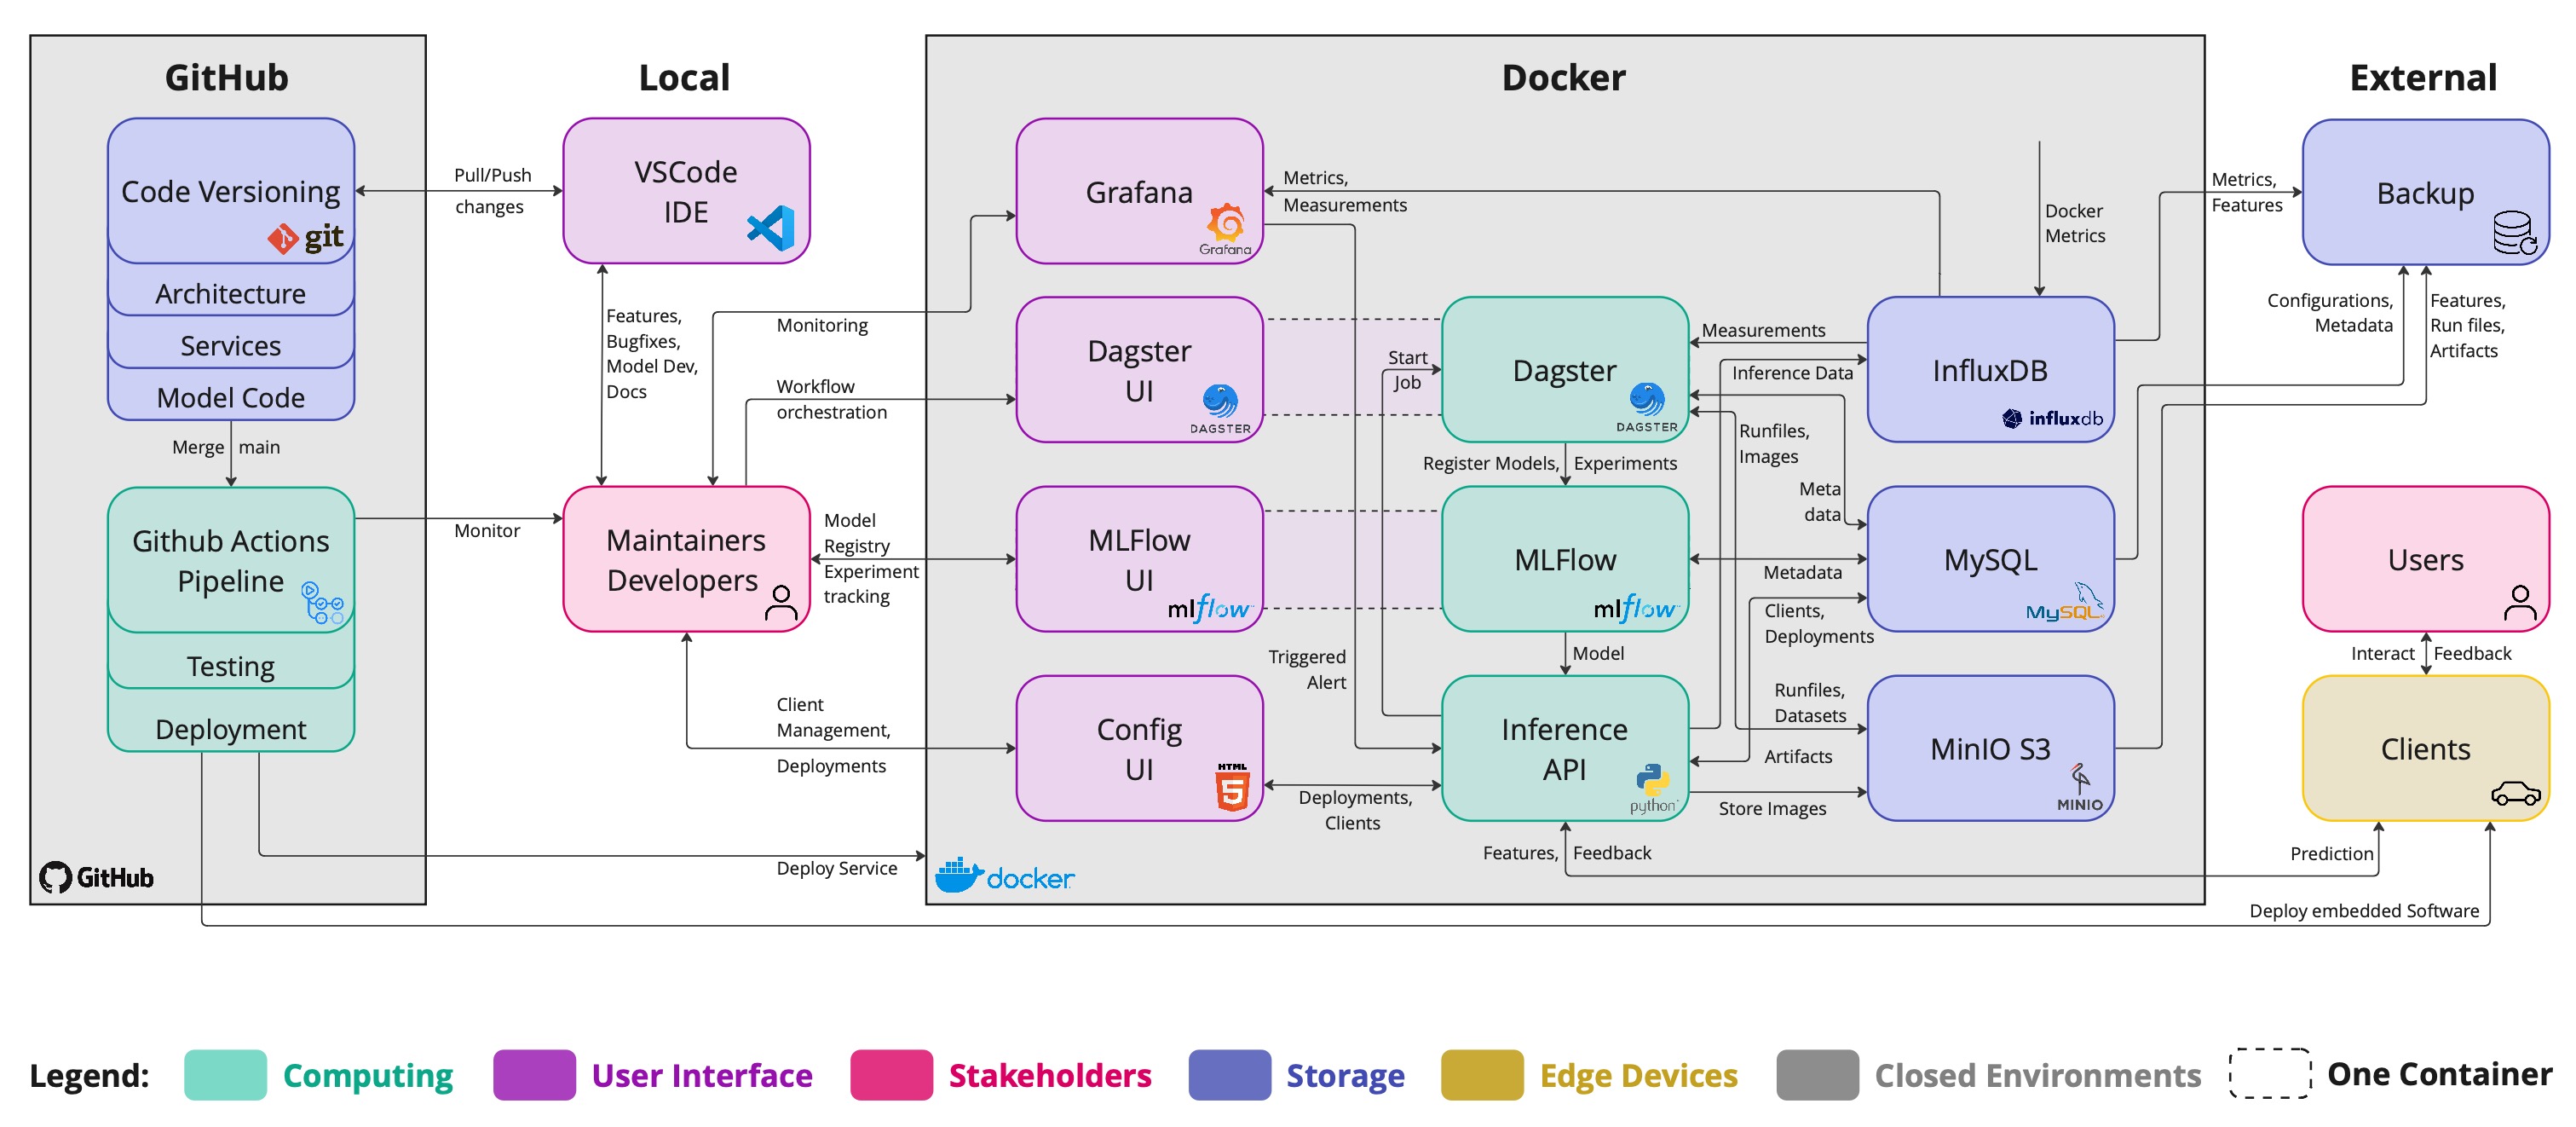 GitHub
Local
Docker
External
Code Versioning
git
Architecture
Services
Model Code
Merge main
Github Actions
Pipeline
Testing
Deployment
GitHub
Pull/Push
changes
Monitor
VSCode
IDE
Features,
Bugfixes,
Model Dev,
Docs
Maintainers
Developers
Monitoring
Workflow
orchestration
Model
Registry
Experiment
tracking
Client
Management,
Deployments
Deploy Service
Grafana
Grafana
Dagster
UI
DAGSTER
MLFlow
UI
mlflow
Config
UI
HTML
5
docker
Metrics,
Measurements
Start
Job
Triggered
Alert
Deployments,
Clients
Dagster
DAGSTER
Register Models, Experiments
MLFlow
mlflow
Model
Inference
API
python
Features, Feedback
Docker
Metrics
Measurements
Inference Data
Runfiles,
Images
Meta
data
Metadata
Clients,
Deployments
Runfiles,
Datasets
Artifacts
Store Images
InfluxDB
influxdb
MySQL
MySQL
MinIO S3
MINIO
Metrics,
Features
Backup
Configurations,
Metadata
Features,
Run files,
Artifacts
Users
Interact Feedback
Clients
Prediction
Deploy embedded Software
Legend:
Computing
User Interface
Stakeholders
Storage
Edge Devices
Closed Environments
One Container